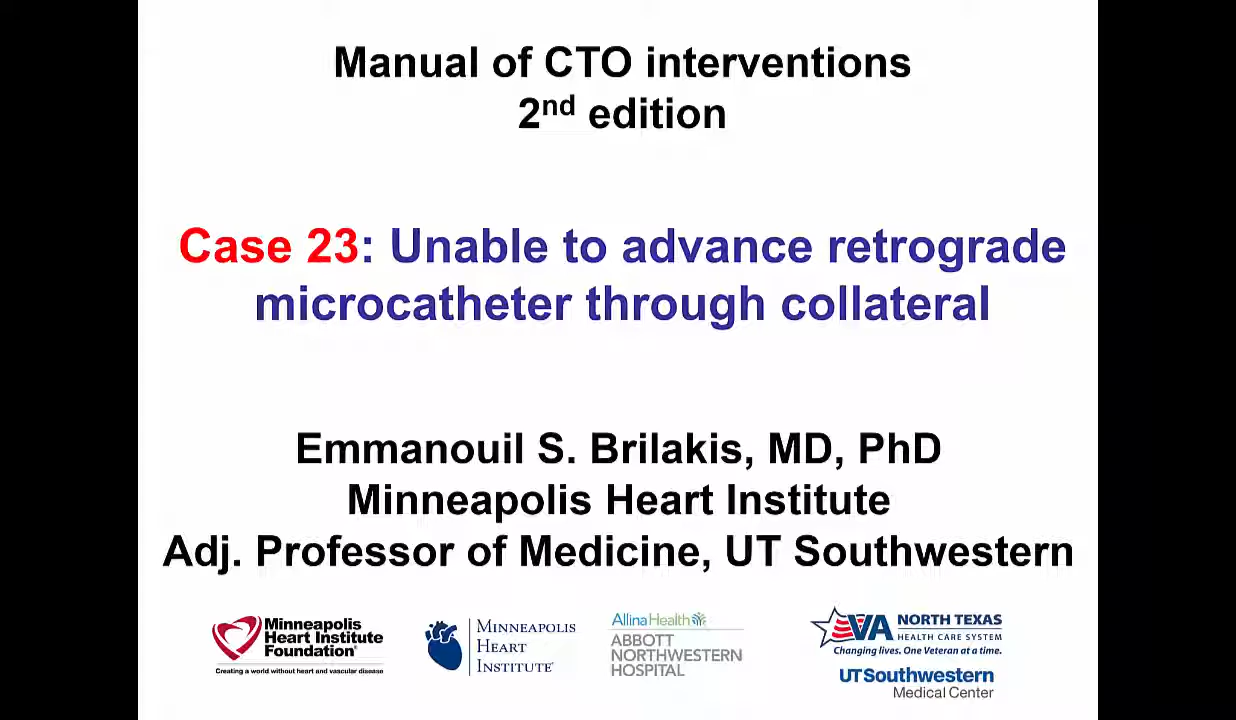 Manual of CTO interventions
2nd edition
Case 23: Unable to advance retrograde
microcatheter through collateral
Emmanouil S. Brilakis, MD, PhD
Minneapolis Heart Institute
Adj. Professor of Medicine, UT Southwestern
Minneapolis
Heart Institute
Foundation®
Creating a world without heart and vascular disease
MINNEAPOLIS
HEART
INSTITUTE®
AllinaHealth
ABBOTT
NORTHWESTERN
HOSPITAL
VA NORTH TEXAS
HEALTH CARE SYSTEM
Changing lives. One Veteran at a time.
UTSouthwestern
Medical Center